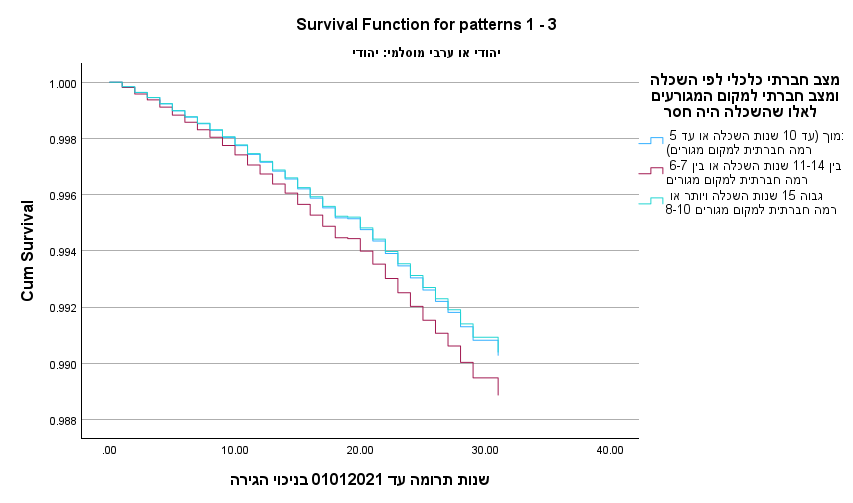 Survival Function for patterns 1 - 3
יהודי או ערבי מוסלמי: יהודי
Cum Survival
1.000
0.998
0.996
0.994
0.992
0.990
0.988
.00
10.00
20.00
30.00
40.00
שנות תרומה עד 01012021 בניכוי הגירה
מצב חברתי כלכלי לפי השכלה
ומצב חברתי למקום המגורעים
לאלו שהשכלה היה חסר
(עד 10 שנות השכלה או עד 5
רמה חברתית למקום מגורים)
בין 11-14 שנות השכלה או בין 6-7
רמה חברתית למקום מגורים
גבוה 15 שנות השכלה ויותר או
רמה חברתית למקום מגורים 8-10